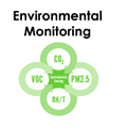 Environmental
Monitoring
CO2
VOC PM2.5
RH/T